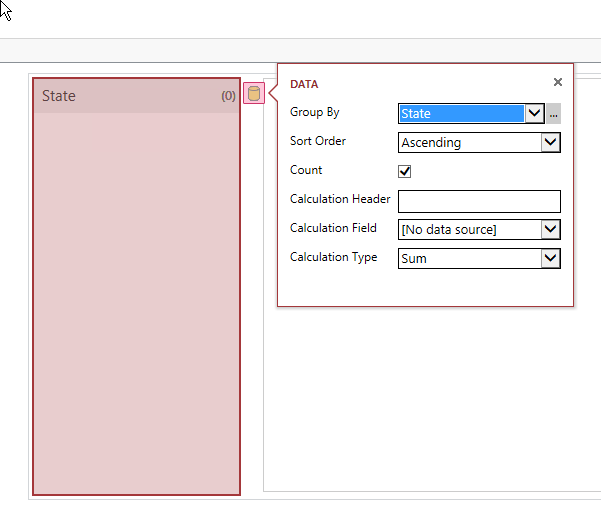 State (0)
DATA
Group By State ...
Sort Order Ascending
Count
Calculation Header
Calculation Field [No data source]
Calculation Type Sum